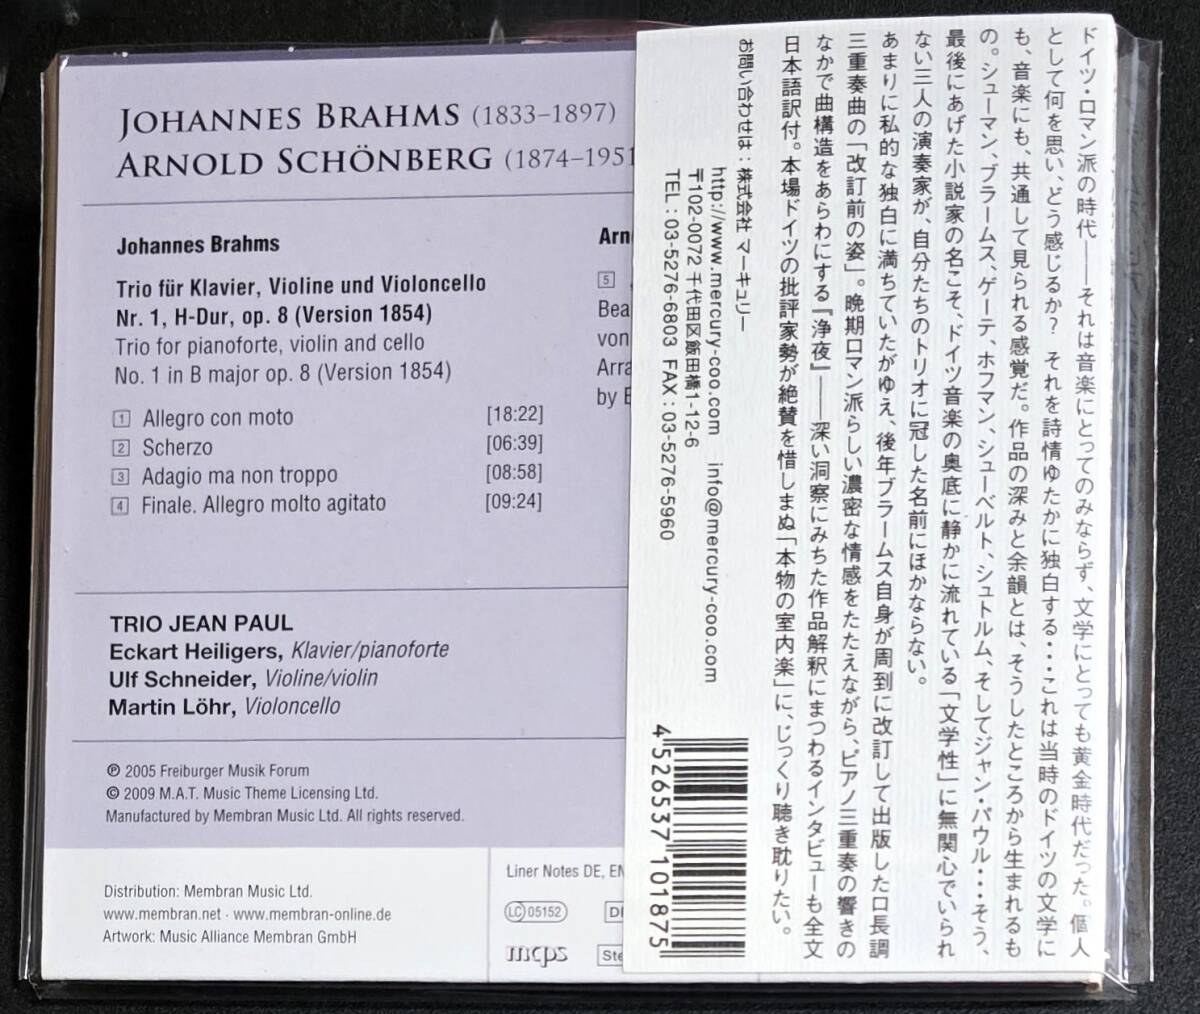 JOHANNES BRAHMS (1833–1897)
ARNOLD SCHÖNBERG (1874–1951
Johannes Brahms
Trio für Klavier, Violine und Violoncello
Nr. 1, H-Dur, op. 8 (Version 1854)
Trio for pianoforte, violin and cello
No. 1 in B major op. 8 (Version 1854)
1 Allegro con moto [18:22]
2 Scherzo [06:39]
3 Adagio ma non troppo [08:58]
4 Finale. Allegro molto agitato [09:24]
Arn
5
Bea
von
Arra
by E
TRIO JEAN PAUL
Eckart Heiligers, Klavier/pianoforte
Ulf Schneider, Violine/violin
Martin Löhr, Violoncello
℗ 2005 Freiburger Musik Forum
© 2009 M.A.T. Music Theme Licensing Ltd.
Manufactured by Membran Music Ltd. All rights reserved.
Distribution: Membran Music Ltd.
www.membran.net · www.membran-online.de
Artwork: Music Alliance Membran GmbH
Liner Notes DE, EN
LC 05152
mcps
Ste
ドイツ・ロマン派の時代――それは音楽にとってのみならず、文学にとっても黄金時代だった。個人
として何を思い、どう感じるか? それを詩情ゆたかに独白する・・・これは当時のドイツの文学に
も、音楽にも、共通して見られる感覚だ。作品の深みと余韻とは、そうしたところから生まれるも
の。シューマン、ブラームス、ゲーテ、ホフマン、シューベルト、シュトルム、そしてジャン・パウル・・・そう、
最後にあげた小説家の名こそ、ドイツ音楽の奥底に静かに流れている「文学性」に無関心でいられ
ない三人の演奏家が、自分たちのトリオに冠した名前にほかならない。
あまりに私的な独白に満ちていたがゆえ、後年ブラームス自身が周到に改訂して出版した口長調
三重奏曲の「改訂前の姿」。晩期ロマン派らしい濃密な情感をたたえながら、ピアノ三重奏の響きの
なかで曲構造をあらわにする『浄夜』――深い洞察にみちた作品解釈にまつわるインタビューも全文
日本語訳付。本場ドイツの批評家勢が絶賛を惜しまぬ「本物の室内楽」に、じっくり聴き耽りたい。
お問い合わせは:株式会社 マーキュリー
http://www.mercury-coo.com info@mercury-coo.com
〒102-0072 千代田区飯田橋1-12-6
TEL:03-5276-6803 FAX:03-5276-5960
4526537101875